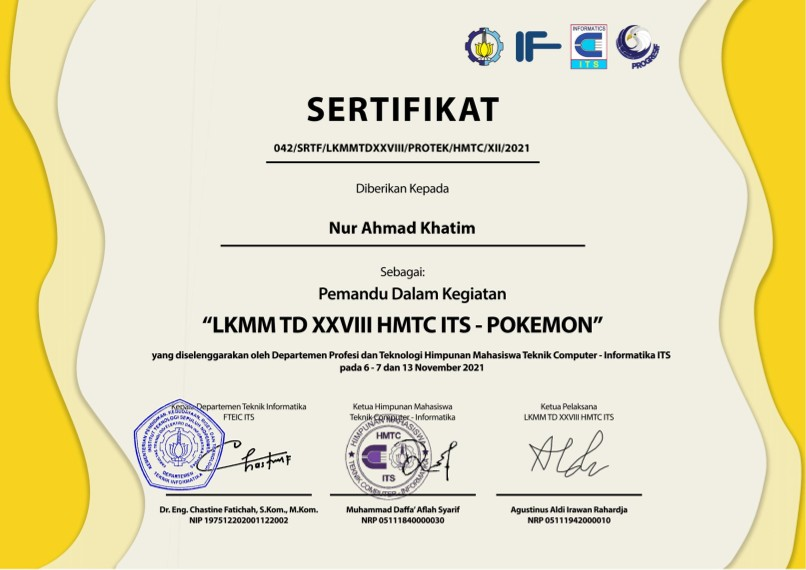 IF
INFORMATICS
ITS
PROGRESIF
SERTIFIKAT
042/SRTF/LKMMTDXXVIII/PROTEK/HMTC/XII/2021
Diberikan Kepada
Nur Ahmad Khatim
Sebagai:
Pemandu Dalam Kegiatan
“LKMM TD XXVIII HMTC ITS - POKEMON”
yang diselenggarakan oleh Departemen Profesi dan Teknologi Himpunan Mahasiswa Teknik Computer - Informatika ITS
pada 6 - 7 dan 13 November 2021
Kepala Departemen Teknik Informatika
FTEIC ITS
DEPARTEMEN
TEKNIK INFORMATIKA
Dr. Eng. Chastine Fatichah, S.Kom., M.Kom.
NIP 197512202001122002
Ketua Himpunan Mahasiswa
Teknik Computer - Informatika
HIMPUNAN MAHASISWA
HMTC
ITS
TEKNIK COMPUTER - INFORMATIKA
Muhammad Daffa’ Aflah Syarif
NRP 05111840000030
Ketua Pelaksana
LKMM TD XXVIII HMTC ITS
Agustinus Aldi Irawan Rahardja
NRP 05111942000010